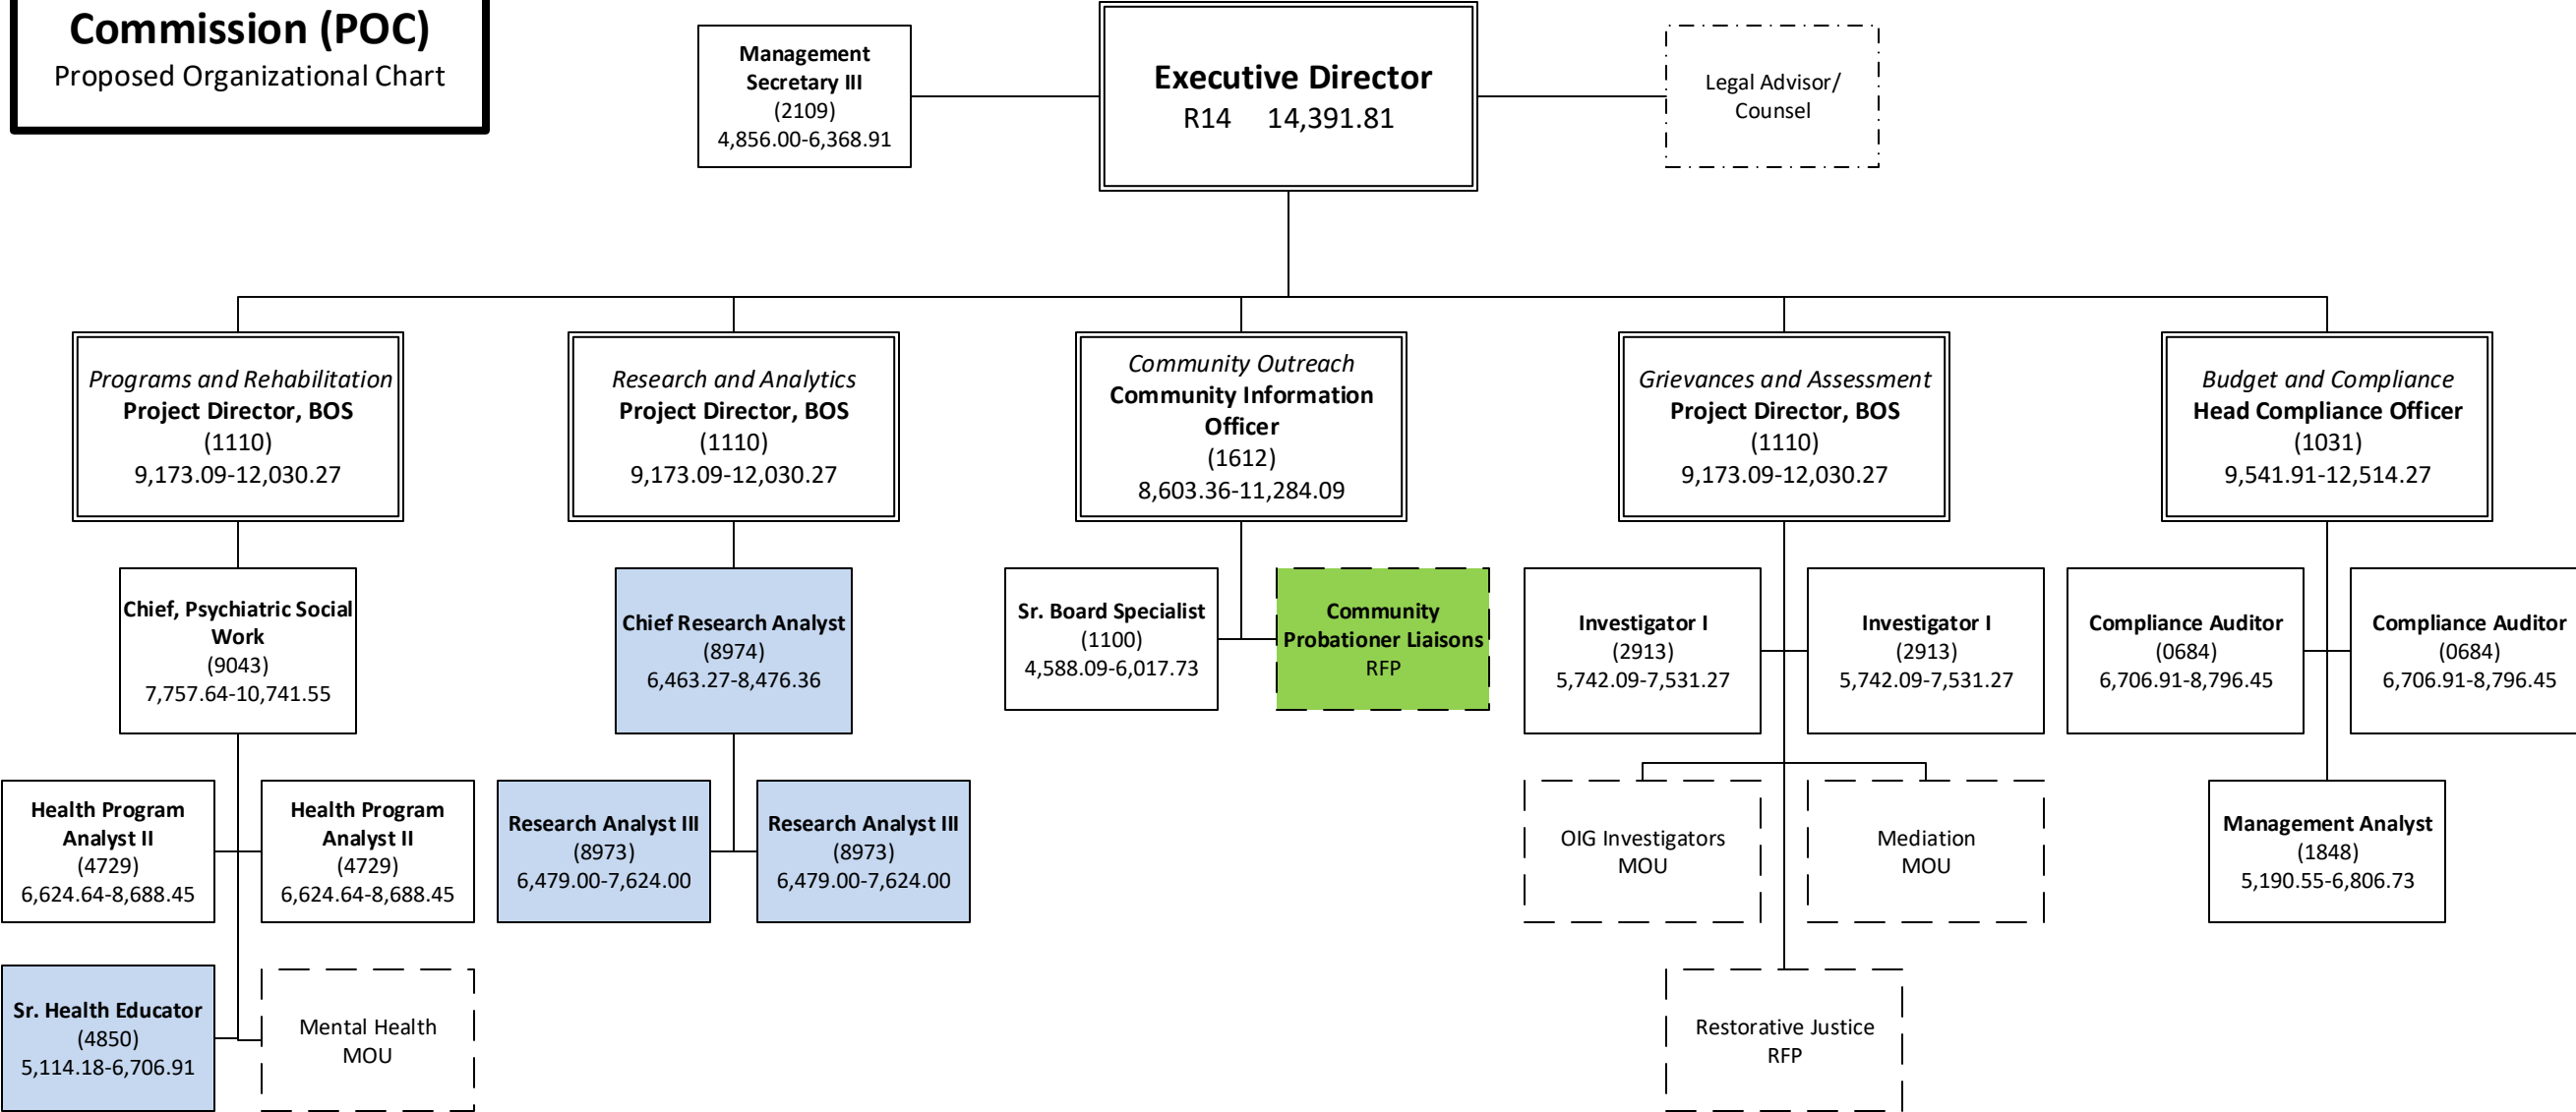 Commission (POC)
Proposed Organizational Chart
Management
Secretary III
(2109)
4,856.00-6,368.91
Executive Director
R14 14,391.81
Legal Advisor/
Counsel
Programs and Rehabilitation
Project Director, BOS
(1110)
9,173.09-12,030.27
Research and Analytics
Project Director, BOS
(1110)
9,173.09-12,030.27
Community Outreach
Community Information
Officer
(1612)
8,603.36-11,284.09
Grievances and Assessment
Project Director, BOS
(1110)
9,173.09-12,030.27
Budget and Compliance
Head Compliance Officer
(1031)
9,541.91-12,514.27
Chief, Psychiatric Social
Work
(9043)
7,757.64-10,741.55
Chief Research Analyst
(8974)
6,463.27-8,476.36
Sr. Board Specialist
(1100)
4,588.09-6,017.73
Community
Probationer Liaisons
RFP
Investigator I
(2913)
5,742.09-7,531.27
Investigator I
(2913)
5,742.09-7,531.27
Compliance Auditor
(0684)
6,706.91-8,796.45
Compliance Auditor
(0684)
6,706.91-8,796.45
Health Program
Analyst II
(4729)
6,624.64-8,688.45
Health Program
Analyst II
(4729)
6,624.64-8,688.45
Research Analyst III
(8973)
6,479.00-7,624.00
Research Analyst III
(8973)
6,479.00-7,624.00
OIG Investigators
MOU
Mediation
MOU
Management Analyst
(1848)
5,190.55-6,806.73
Sr. Health Educator
(4850)
5,114.18-6,706.91
Mental Health
MOU
Restorative Justice
RFP